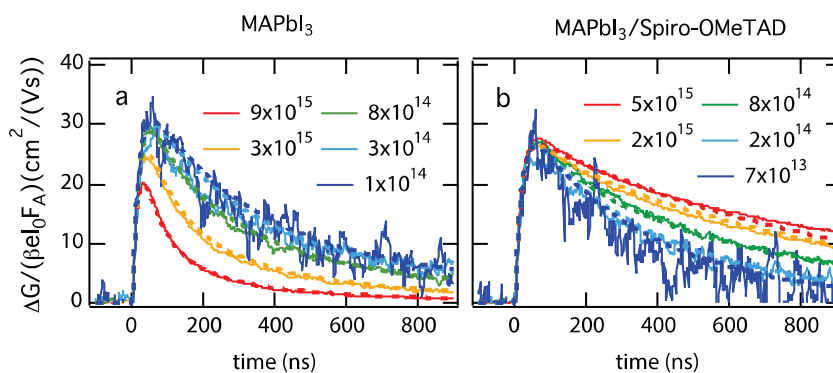 MAPbI₃
MAPbI₃/Spiro-OMeTAD
ΔG/(βeI₀F_A)(cm²/(Vs))
40
30
20
10
0
a
9x10¹⁵
8x10¹⁴
3x10¹⁵
3x10¹⁴
1x10¹⁴
b
5x10¹⁵
8x10¹⁴
2x10¹⁵
2x10¹⁴
7x10¹³
0
200
400
600
800
0
200
400
600
800
time (ns)
time (ns)